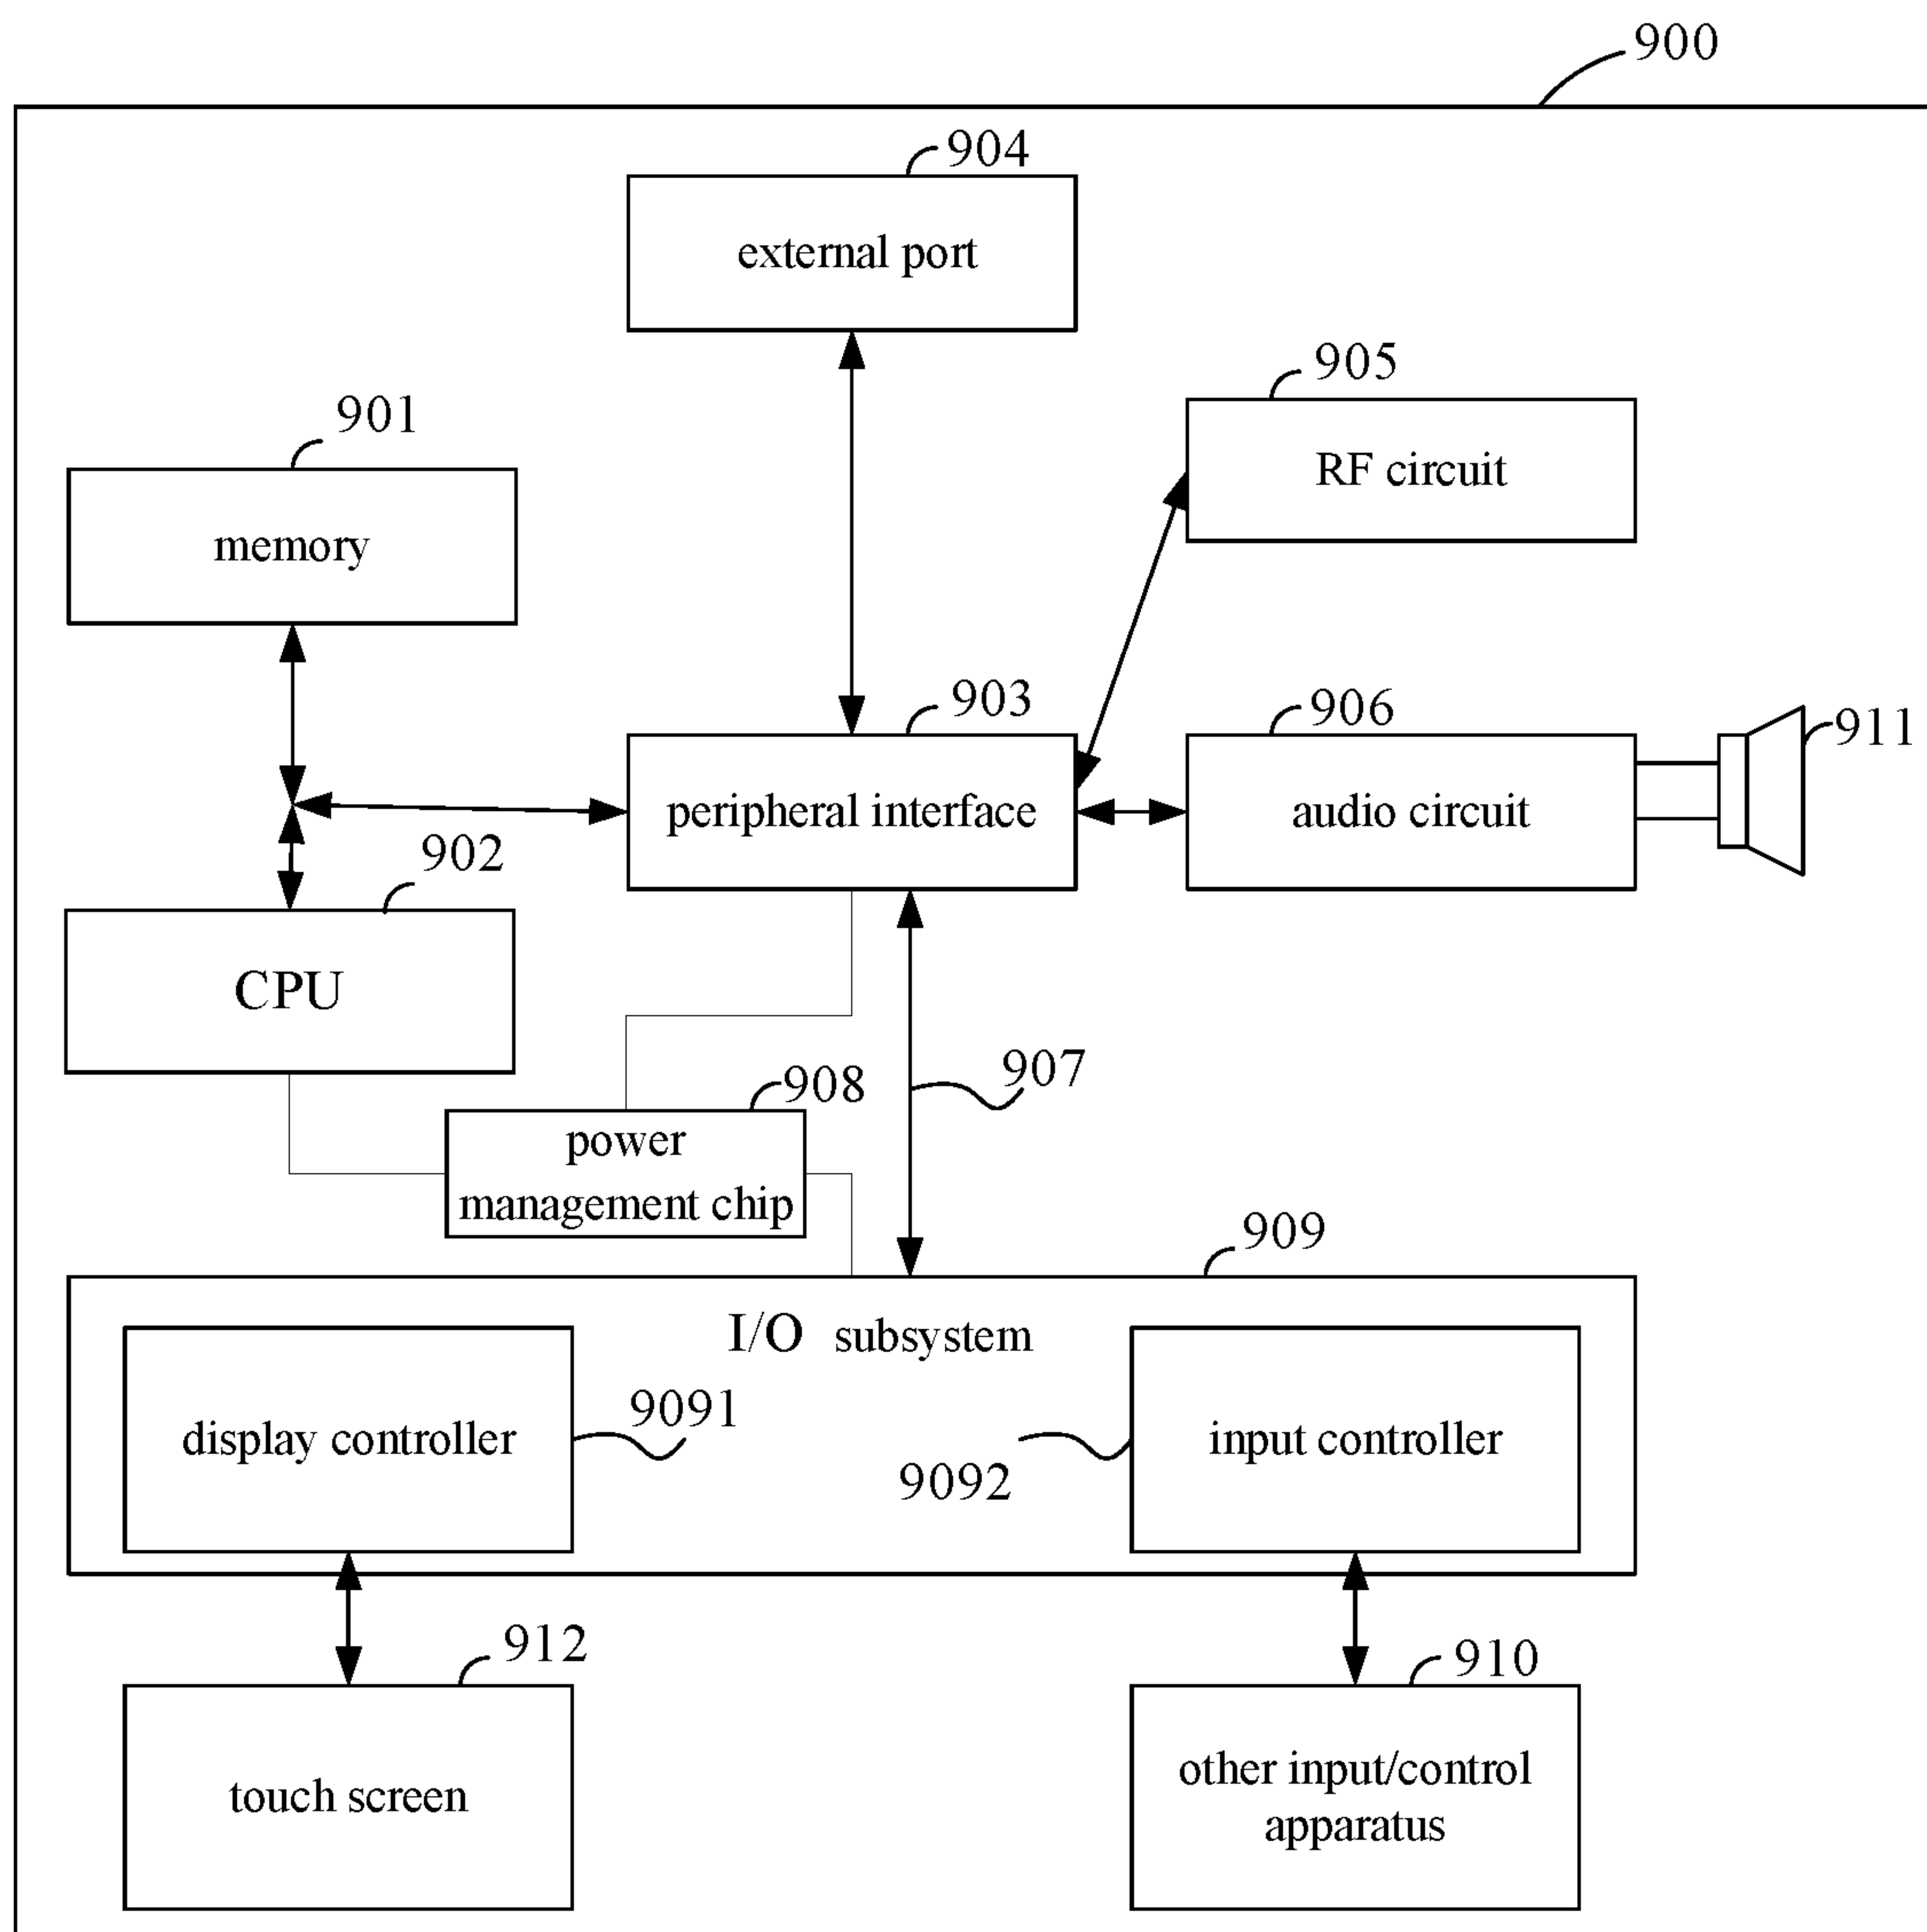 900
904
external port
905
RF circuit
901
memory
903
peripheral interface
906
audio circuit
911
902
CPU
907
908
power
management chip
909
I/O subsystem
9091
display controller
9092
input controller
912
touch screen
910
other input/control
apparatus